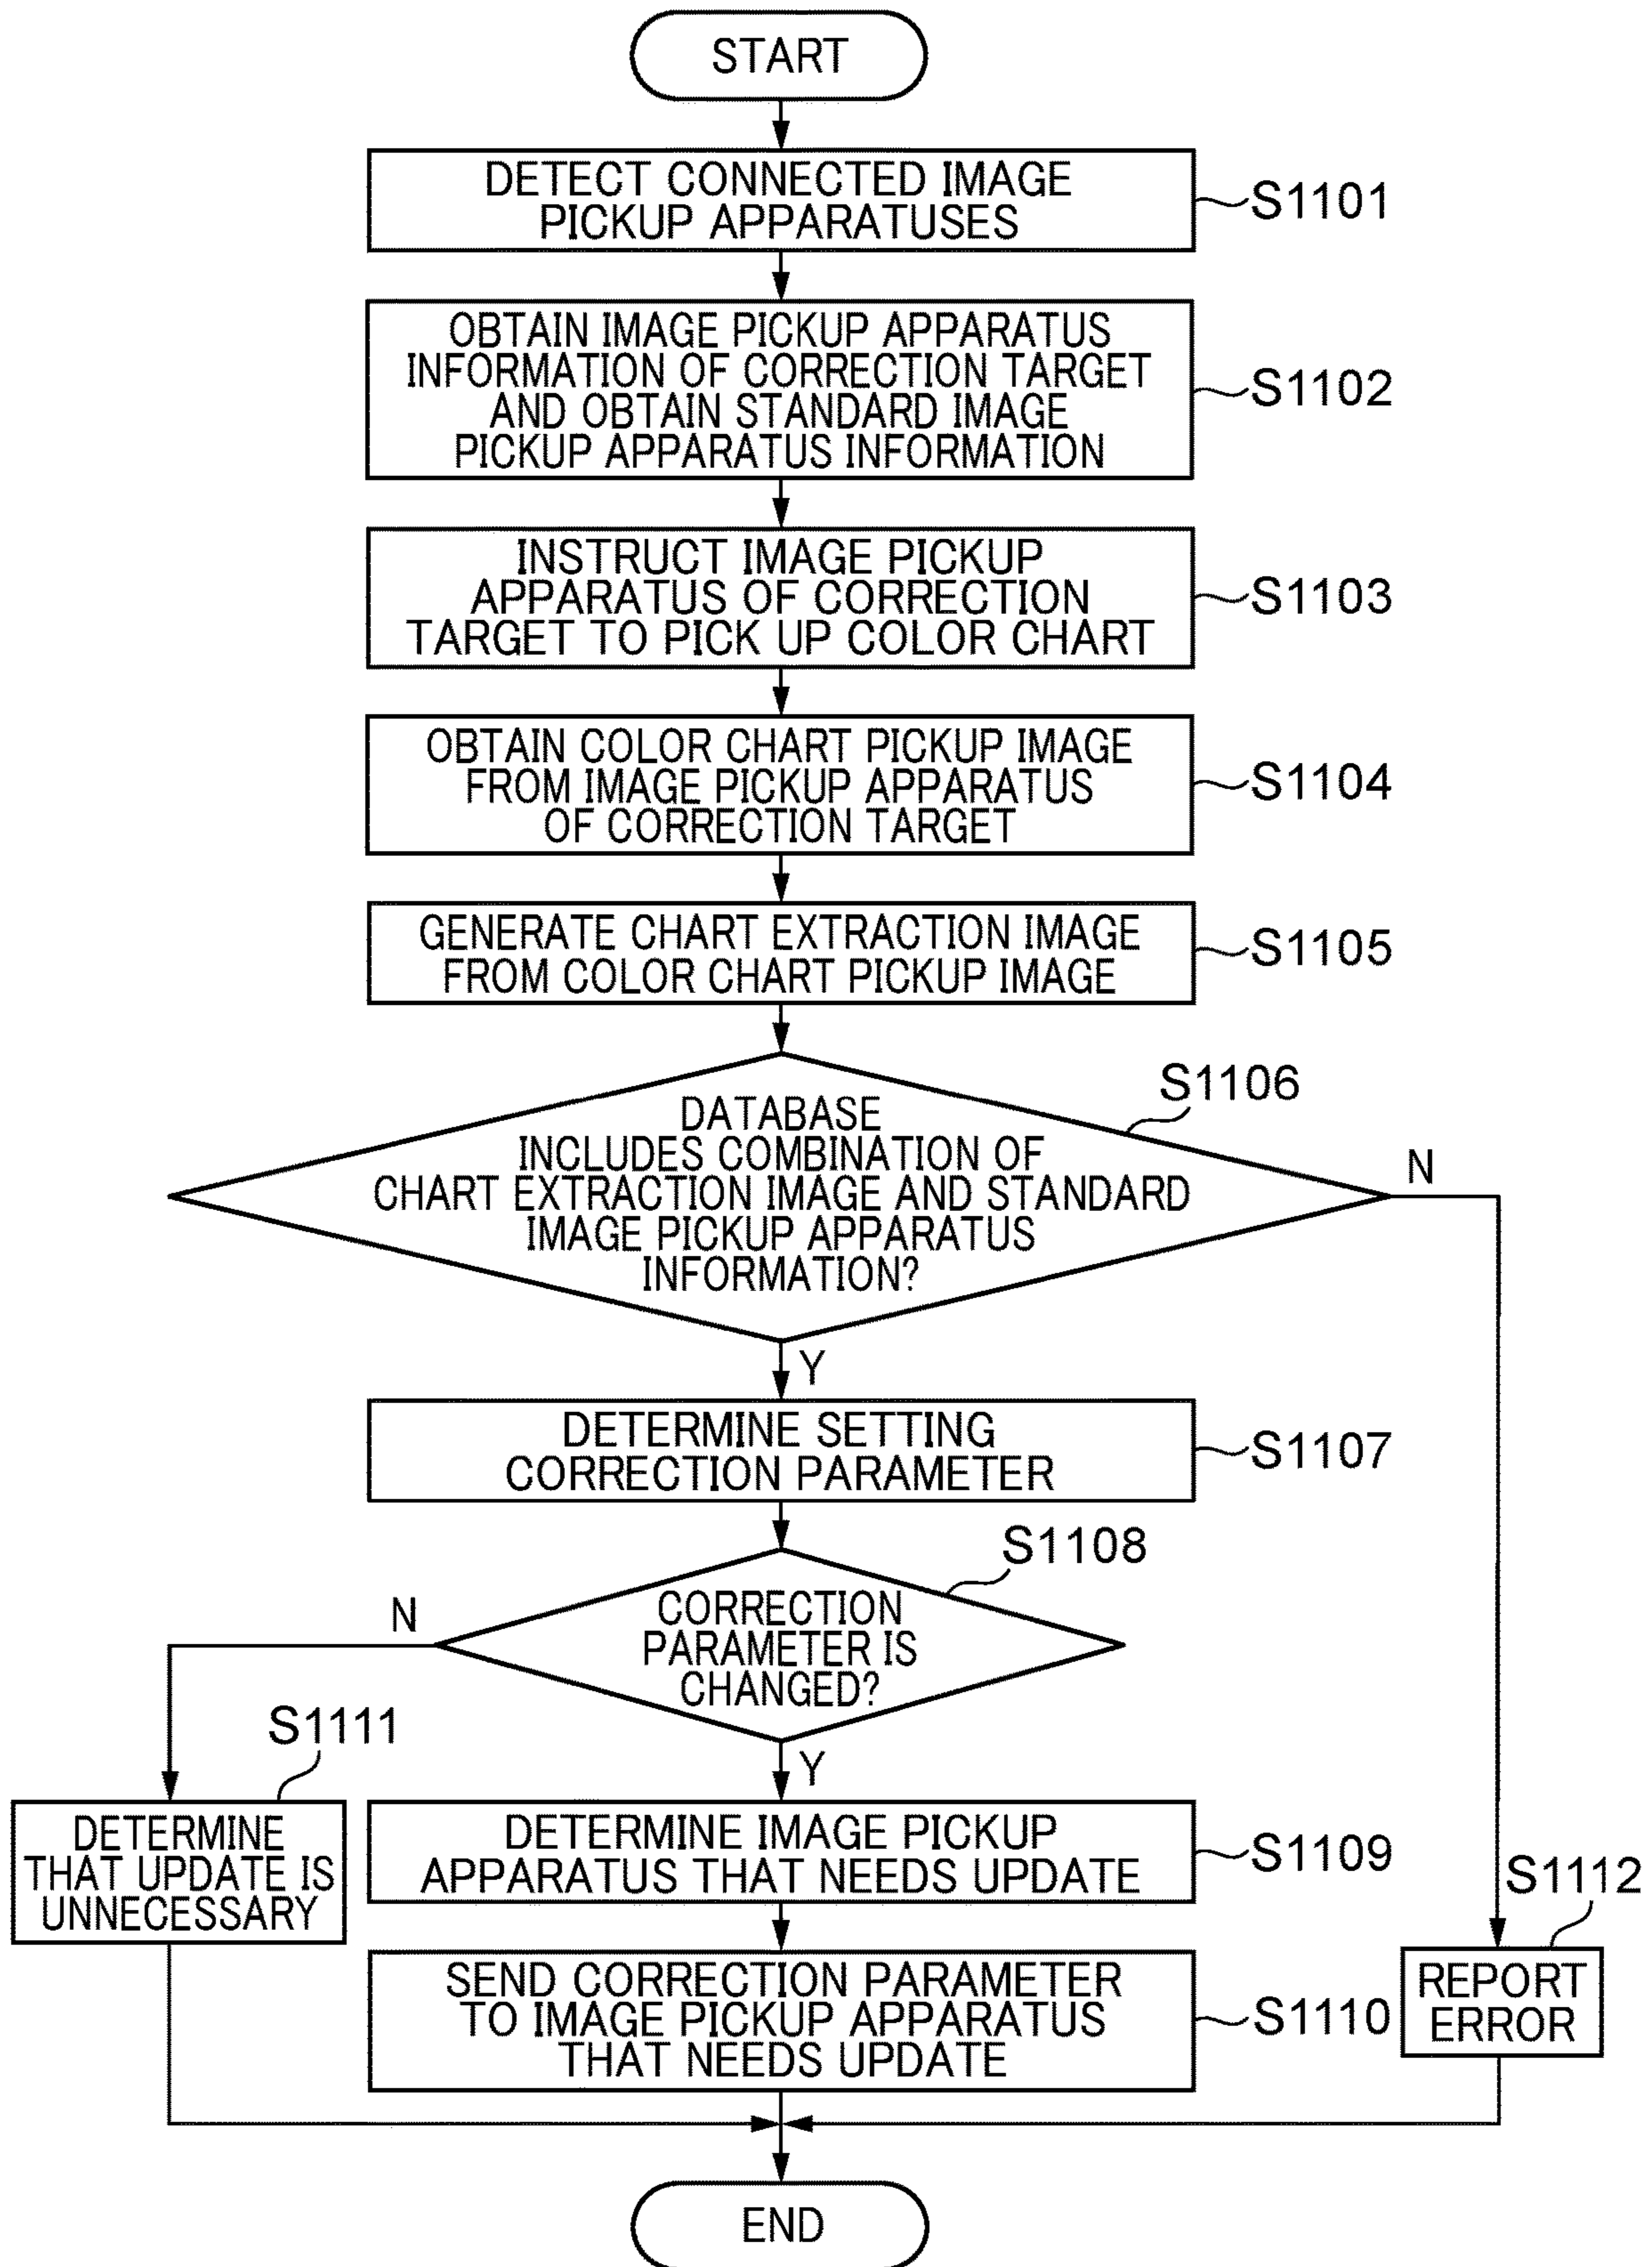 START
DETECT CONNECTED IMAGE
PICKUP APPARATUSES
S1101
OBTAIN IMAGE PICKUP APPARATUS
INFORMATION OF CORRECTION TARGET
AND OBTAIN STANDARD IMAGE
PICKUP APPARATUS INFORMATION
S1102
INSTRUCT IMAGE PICKUP
APPARATUS OF CORRECTION
TARGET TO PICK UP COLOR CHART
S1103
OBTAIN COLOR CHART PICKUP IMAGE
FROM IMAGE PICKUP APPARATUS
OF CORRECTION TARGET
S1104
GENERATE CHART EXTRACTION IMAGE
FROM COLOR CHART PICKUP IMAGE
S1105
S1106
DATABASE
INCLUDES COMBINATION OF
CHART EXTRACTION IMAGE AND STANDARD
IMAGE PICKUP APPARATUS
INFORMATION?
N
Y
DETERMINE SETTING
CORRECTION PARAMETER
S1107
S1108
CORRECTION
PARAMETER IS
CHANGED?
N
Y
S1111
DETERMINE
THAT UPDATE IS
UNNECESSARY
DETERMINE IMAGE PICKUP
APPARATUS THAT NEEDS UPDATE
S1109
SEND CORRECTION PARAMETER
TO IMAGE PICKUP APPARATUS
THAT NEEDS UPDATE
S1110
S1112
REPORT
ERROR
END